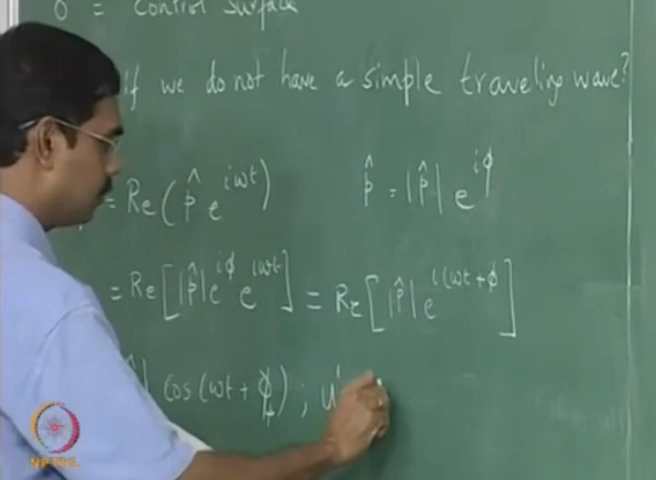 σ = Control surface
if we do not have a simple traveling wave?
= Re(p̂ e^{iωt}) p̂ = |p̂| e^{iϕ}
= Re[|p̂| e^{iϕ} e^{iωt}] = Re[|p̂| e^{i(ωt+ϕ}]
| cos(ωt + ϕ) ; u'
NPTEL